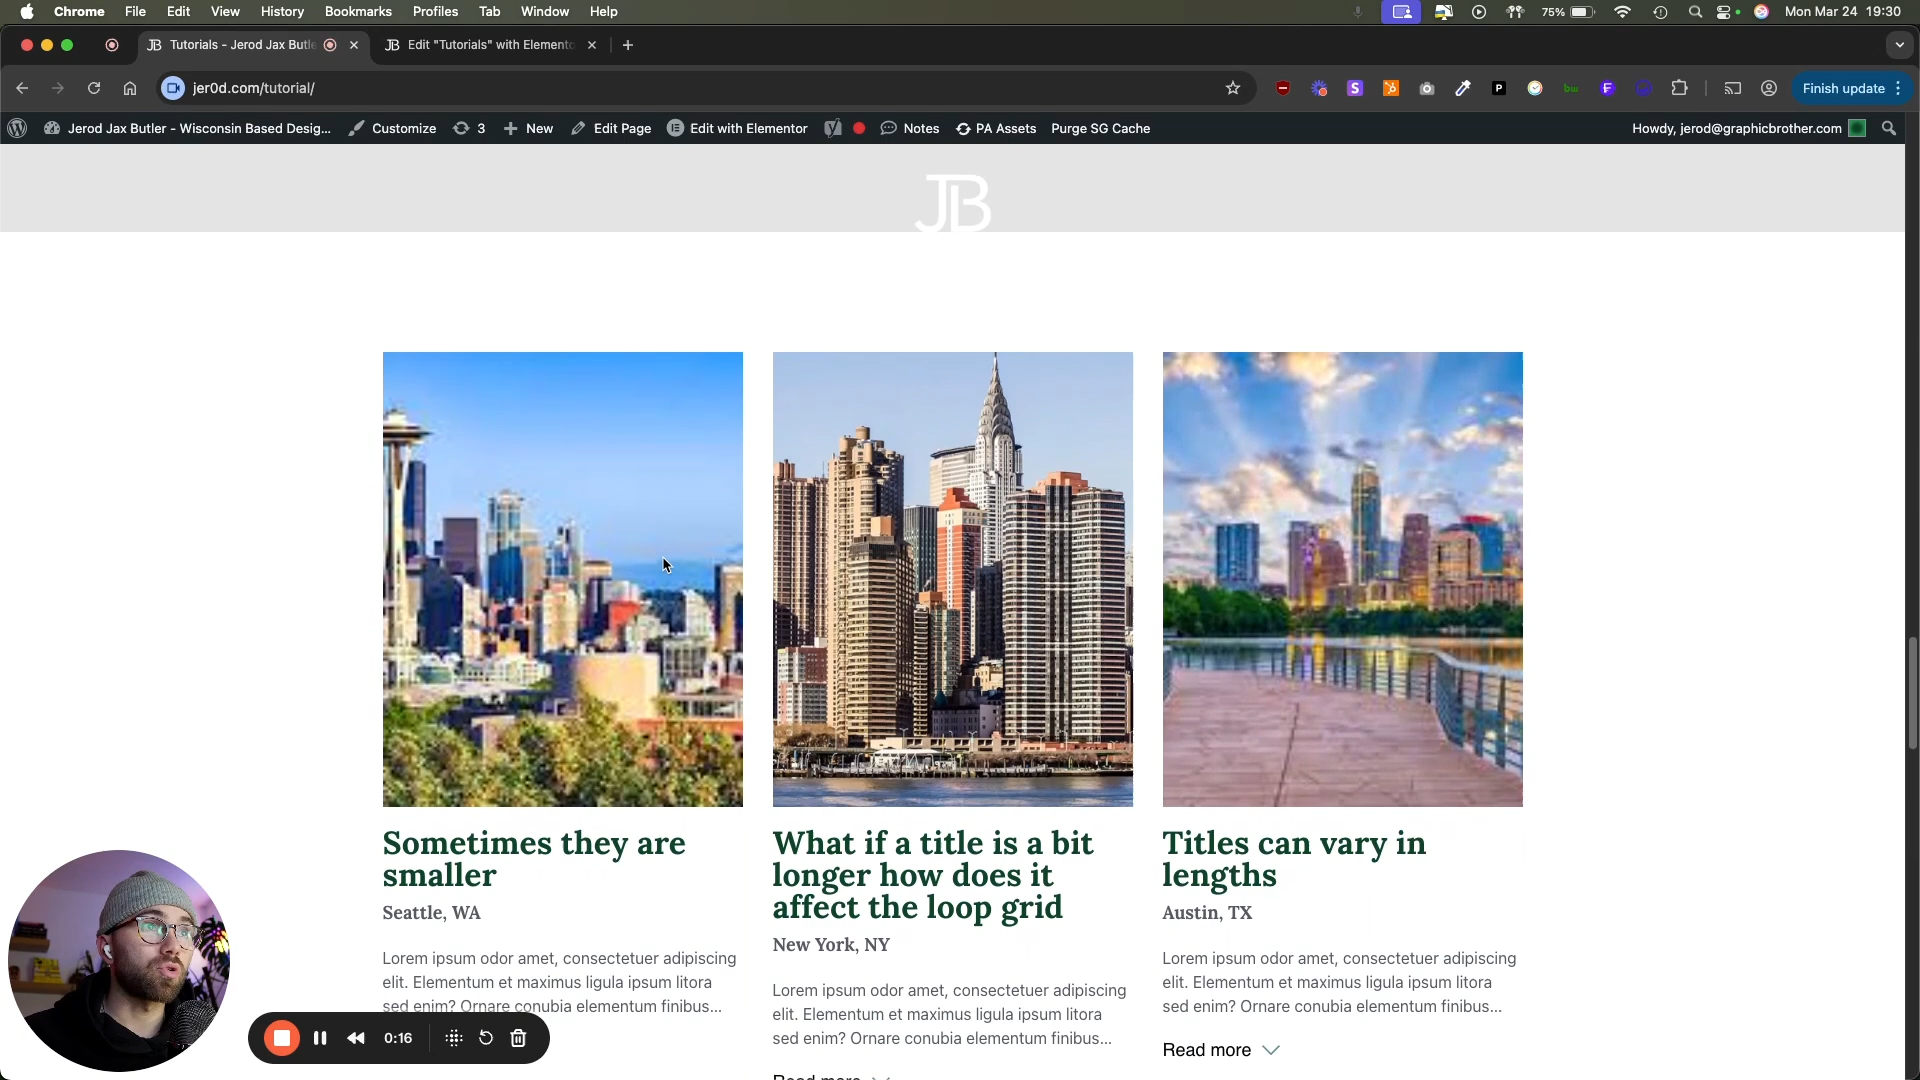 Chrome File Edit View History Bookmarks Profiles Tab Window Help 75% Mon Mar 24 19:30
JB Tutorials - Jerod Jax Butle JB Edit "Tutorials" with Elemento
jer0d.com/tutorial/ Finish update
Jerod Jax Butler - Wisconsin Based Desig... Customize 3 New Edit Page Edit with Elementor Notes PA Assets Purge SG Cache Howdy, jerod@graphicbrother.com
JB
Sometimes they are
smaller
Seattle, WA
Lorem ipsum odor amet, consectetuer adipiscing
elit. Elementum et maximus ligula ipsum litora
sed enim? Ornare conubia elementum finibus...
What if a title is a bit
longer how does it
affect the loop grid
New York, NY
Lorem ipsum odor amet, consectetuer adipiscing
elit. Elementum et maximus ligula ipsum litora
sed enim? Ornare conubia elementum finibus...
Read more
Titles can vary in
lengths
Austin, TX
Lorem ipsum odor amet, consectetuer adipiscing
elit. Elementum et maximus ligula ipsum litora
sed enim? Ornare conubia elementum finibus...
Read more
0:16